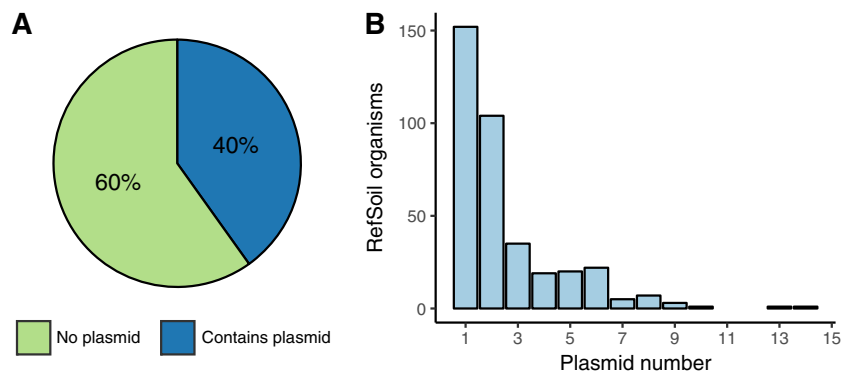 A
40%
60%
No plasmid
Contains plasmid
B
RefSoil organisms
150
100
50
0
1 3 5 7 9 11 13 15
Plasmid number